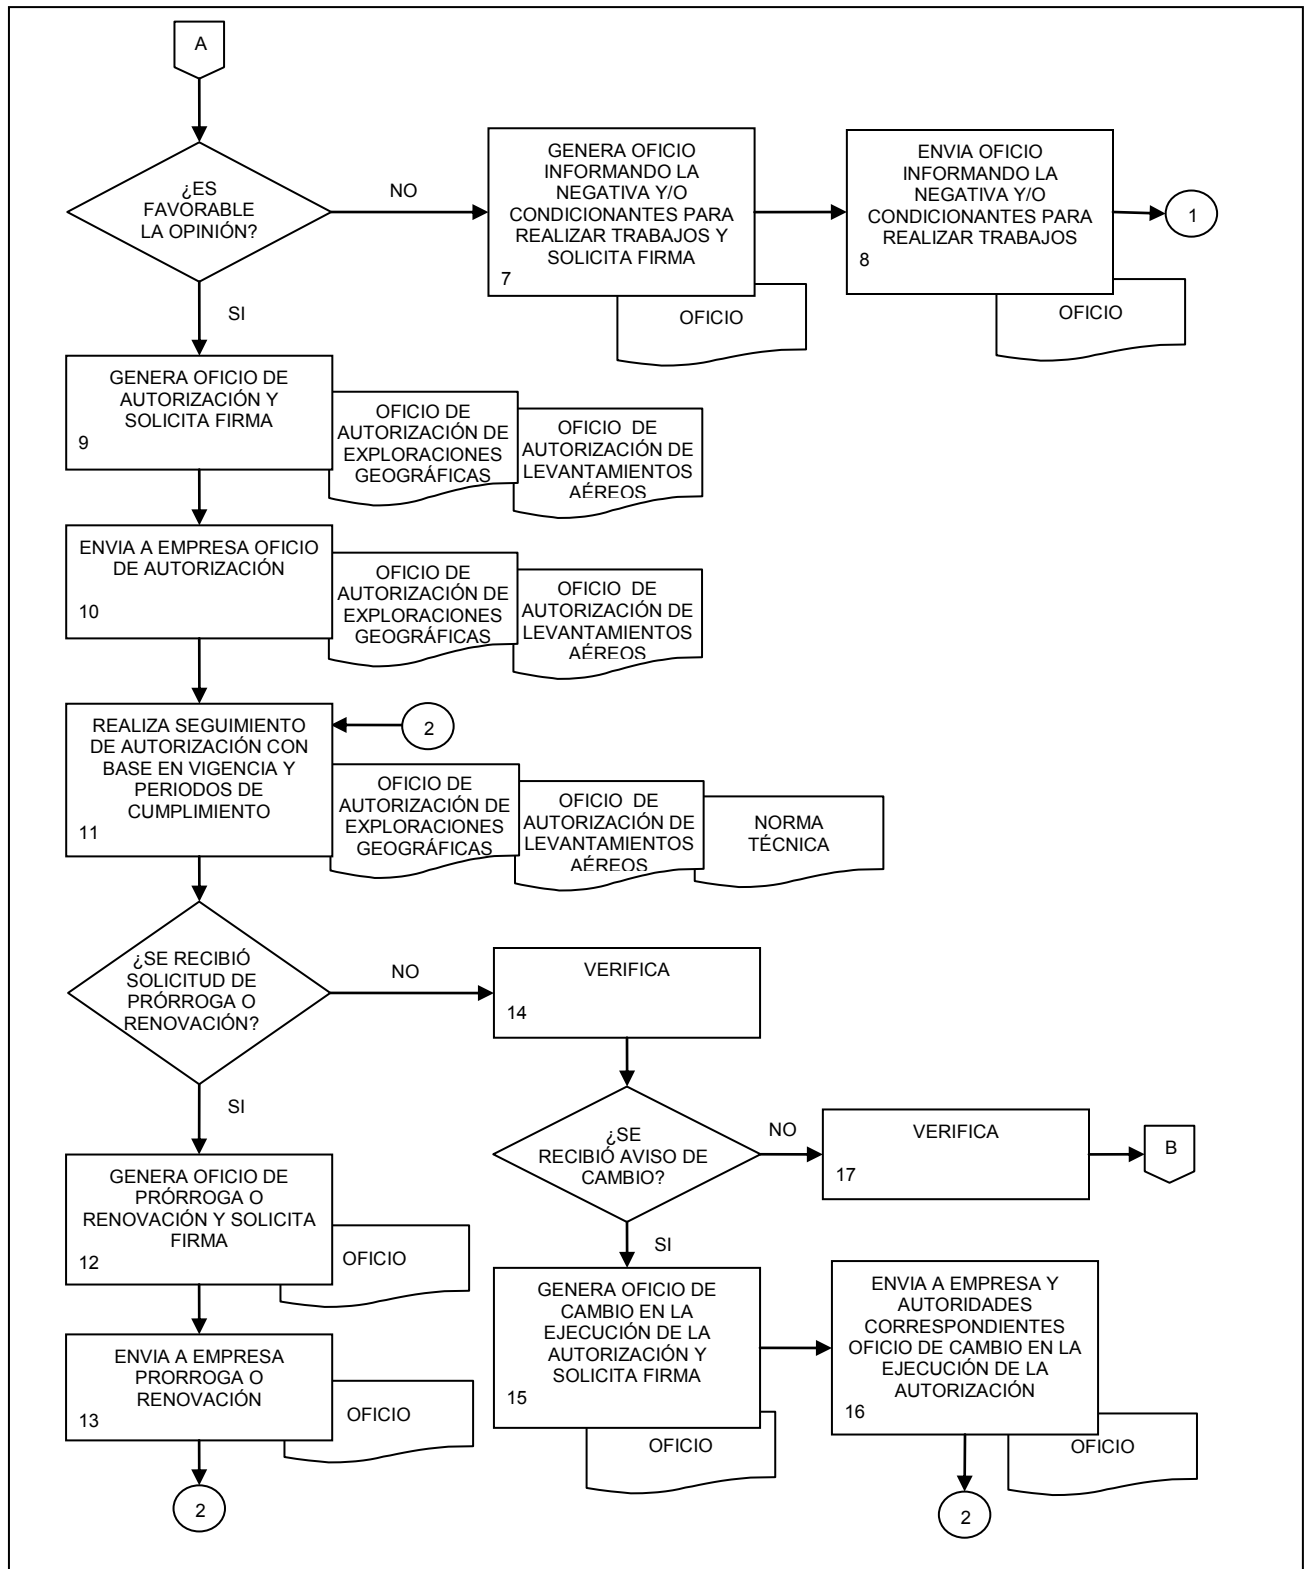 A
¿ES
FAVORABLE
LA OPINIÓN?
NO
GENERA OFICIO
INFORMANDO LA
NEGATIVA Y/O
CONDICIONANTES PARA
REALIZAR TRABAJOS Y
SOLICITA FIRMA
7
OFICIO
ENVIA OFICIO
INFORMANDO LA
NEGATIVA Y/O
CONDICIONANTES PARA
REALIZAR TRABAJOS
8
OFICIO
1
SI
GENERA OFICIO DE
AUTORIZACIÓN Y
SOLICITA FIRMA
9
OFICIO DE
AUTORIZACIÓN DE
EXPLORACIONES
GEOGRÁFICAS
OFICIO DE
AUTORIZACIÓN DE
LEVANTAMIENTOS
AÉREOS
ENVIA A EMPRESA OFICIO
DE AUTORIZACIÓN
10
OFICIO DE
AUTORIZACIÓN DE
EXPLORACIONES
GEOGRÁFICAS
OFICIO DE
AUTORIZACIÓN DE
LEVANTAMIENTOS
AÉREOS
REALIZA SEGUIMIENTO
DE AUTORIZACIÓN CON
BASE EN VIGENCIA Y
PERIODOS DE
CUMPLIMIENTO
11
2
OFICIO DE
AUTORIZACIÓN DE
EXPLORACIONES
GEOGRÁFICAS
OFICIO DE
AUTORIZACIÓN DE
LEVANTAMIENTOS
AÉREOS
NORMA
TÉCNICA
¿SE RECIBIÓ
SOLICITUD DE
PRÓRROGA O
RENOVACIÓN?
NO
VERIFICA
14
SI
¿SE
RECIBIÓ AVISO DE
CAMBIO?
NO
VERIFICA
17
B
GENERA OFICIO DE
PRÓRROGA O
RENOVACIÓN Y SOLICITA
FIRMA
12
OFICIO
SI
GENERA OFICIO DE
CAMBIO EN LA
EJECUCIÓN DE LA
AUTORIZACIÓN Y
SOLICITA FIRMA
15
OFICIO
ENVIA A EMPRESA Y
AUTORIDADES
CORRESPONDIENTES
OFICIO DE CAMBIO EN LA
EJECUCIÓN DE LA
AUTORIZACIÓN
16
OFICIO
ENVIA A EMPRESA
PRORROGA O
RENOVACIÓN
13
OFICIO
2
2